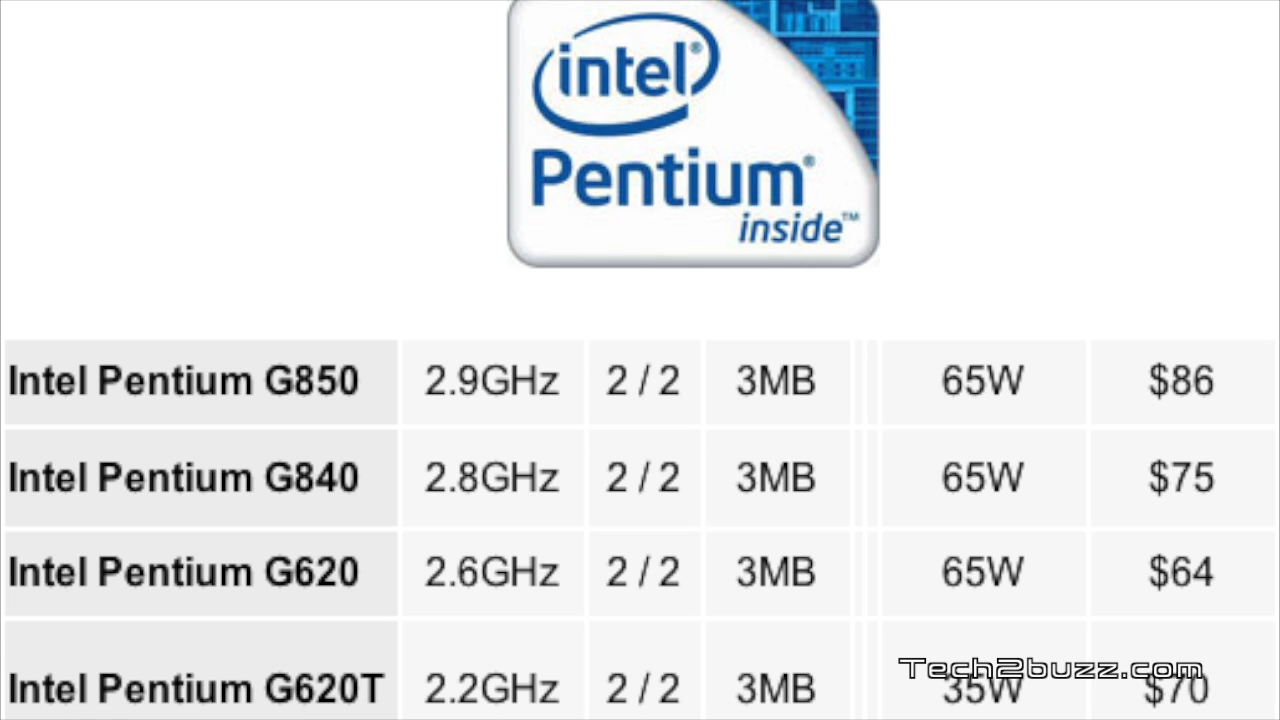 intel®
Pentium®
inside™
Intel Pentium G850 2.9GHz 2 / 2 3MB 65W $86
Intel Pentium G840 2.8GHz 2 / 2 3MB 65W $75
Intel Pentium G620 2.6GHz 2 / 2 3MB 65W $64
Tech2buzz.com
Intel Pentium G620T 2.2GHz 2 / 2 3MB 35W $70